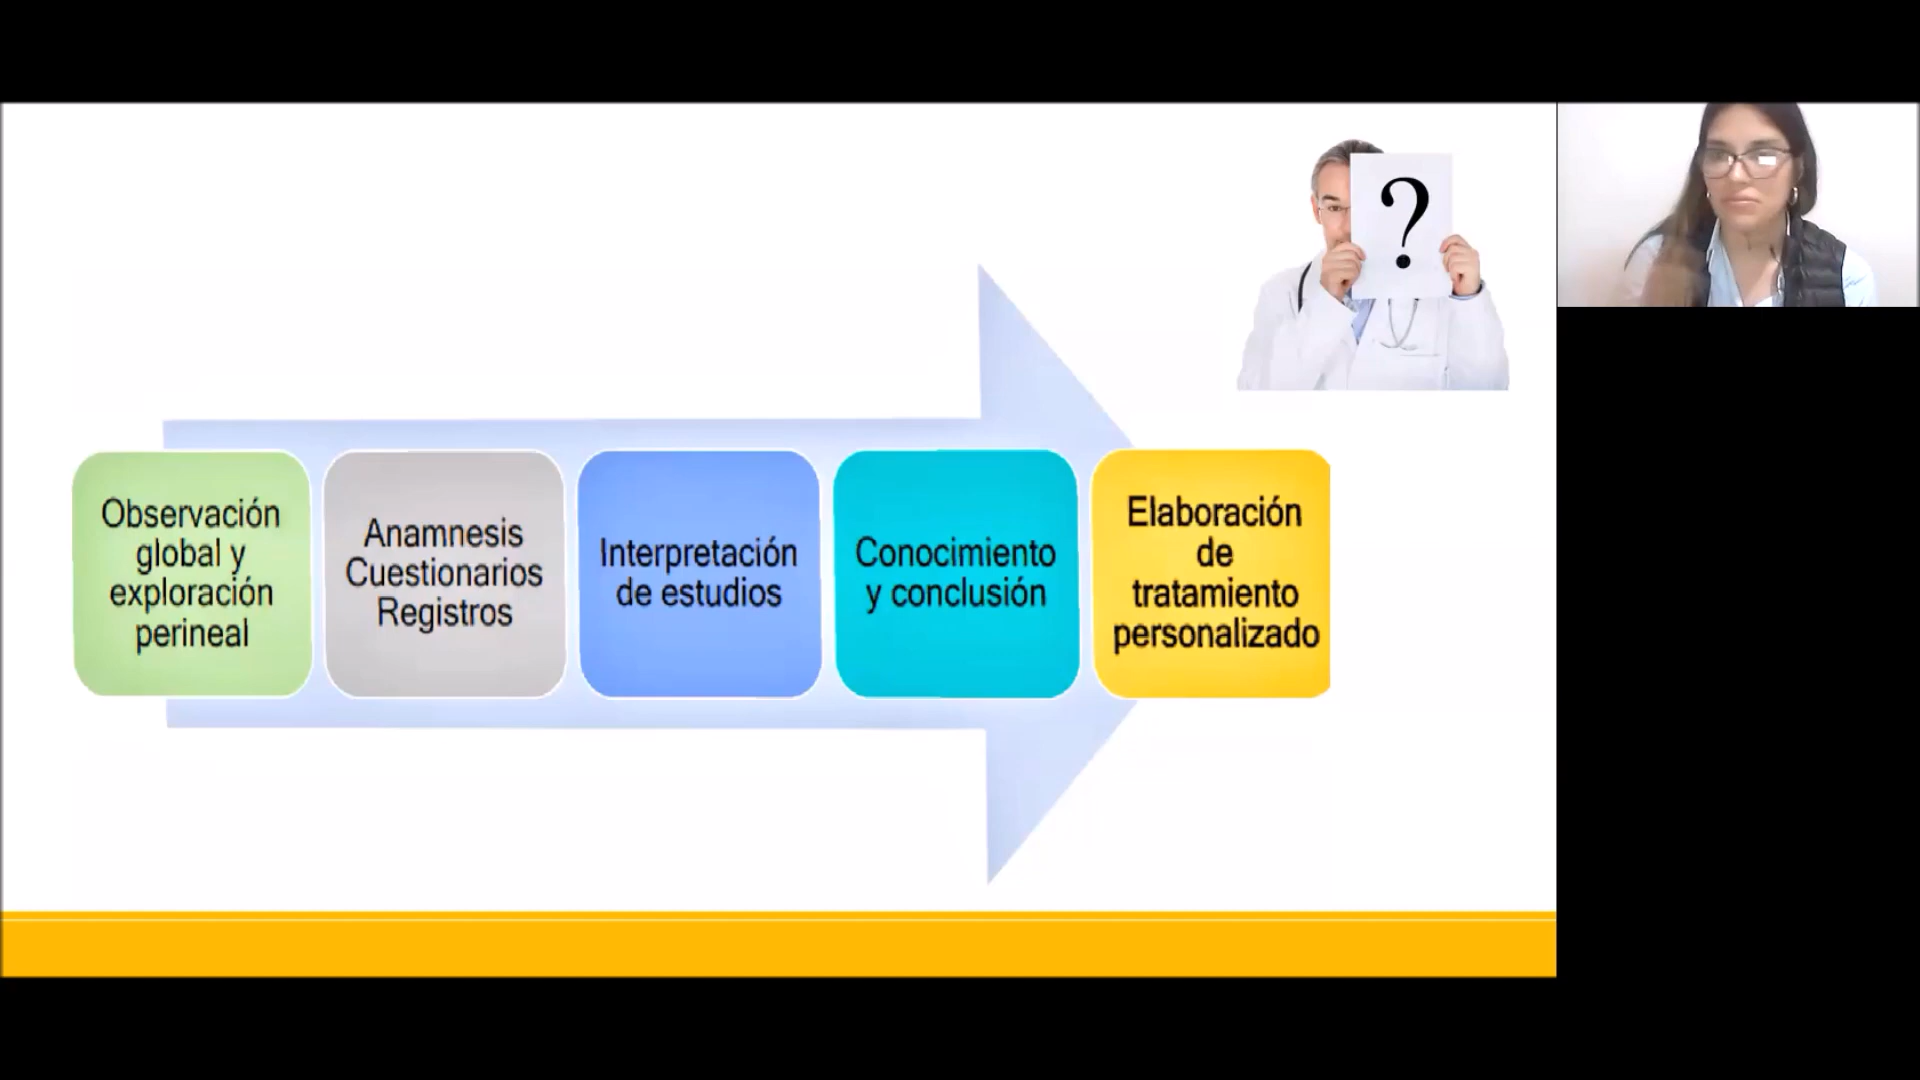 ?
Observación
global y
exploración
perineal
Anamnesis
Cuestionarios
Registros
Interpretación
de estudios
Conocimiento
y conclusión
Elaboración
de
tratamiento
personalizado